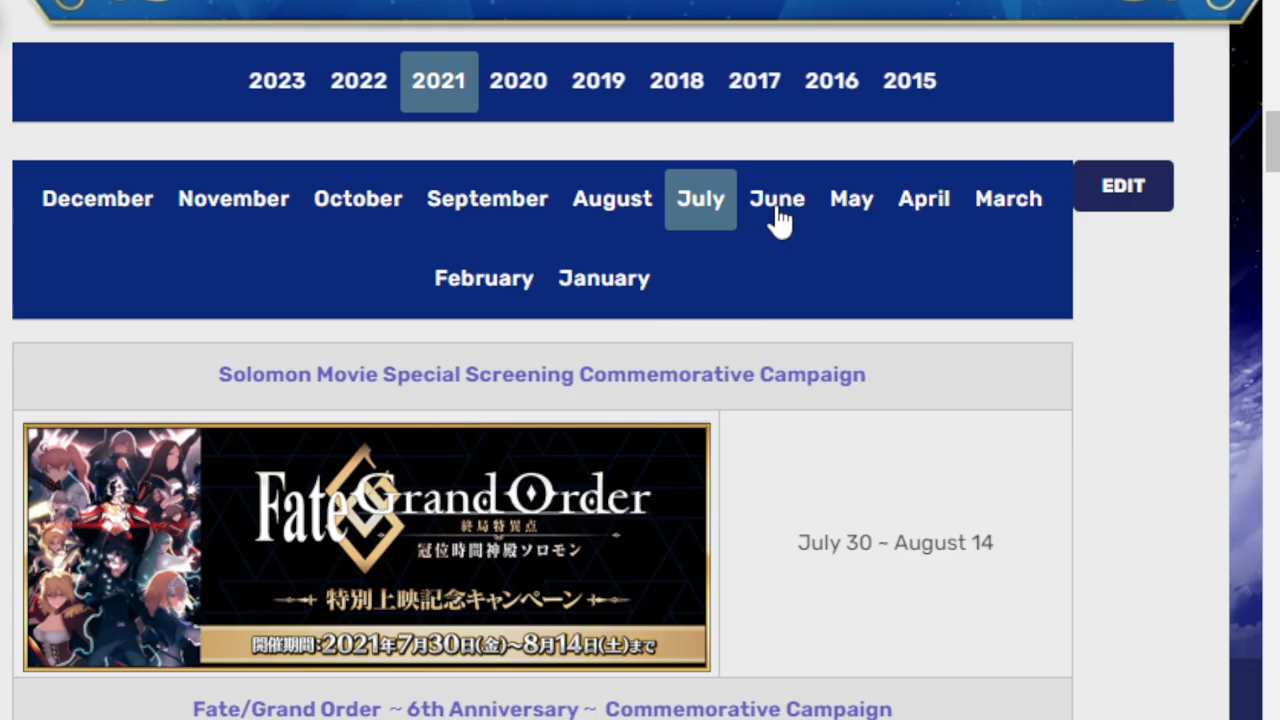 2023 2022 2021 2020 2019 2018 2017 2016 2015
December November October September August July June May April March
EDIT
February January
Solomon Movie Special Screening Commemorative Campaign
Fate/Grand Order
終局特異点
冠位時間神殿ソロモン
特別上映記念キャンペーン
開催期間:2021年7月30日(金)~8月14日(土)まで
July 30 ~ August 14
Fate/Grand Order ~ 6th Anniversary ~ Commemorative Campaign